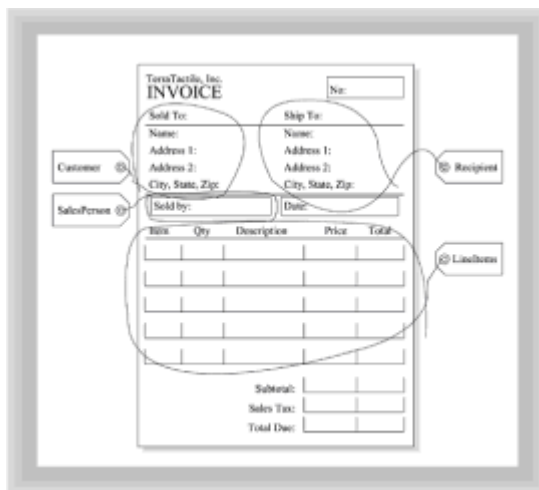 TerraTactile, Inc.
INVOICE
No:
Sold To: Ship To:
Name: Name:
Address 1: Address 1:
Customer Address 2: Address 2: Recipient
City, State, Zip: City, State, Zip:
SalesPerson Sold by: Date:
Item Qty Description Price Total
LineItems
Subtotal:
Sales Tax:
Total Due: